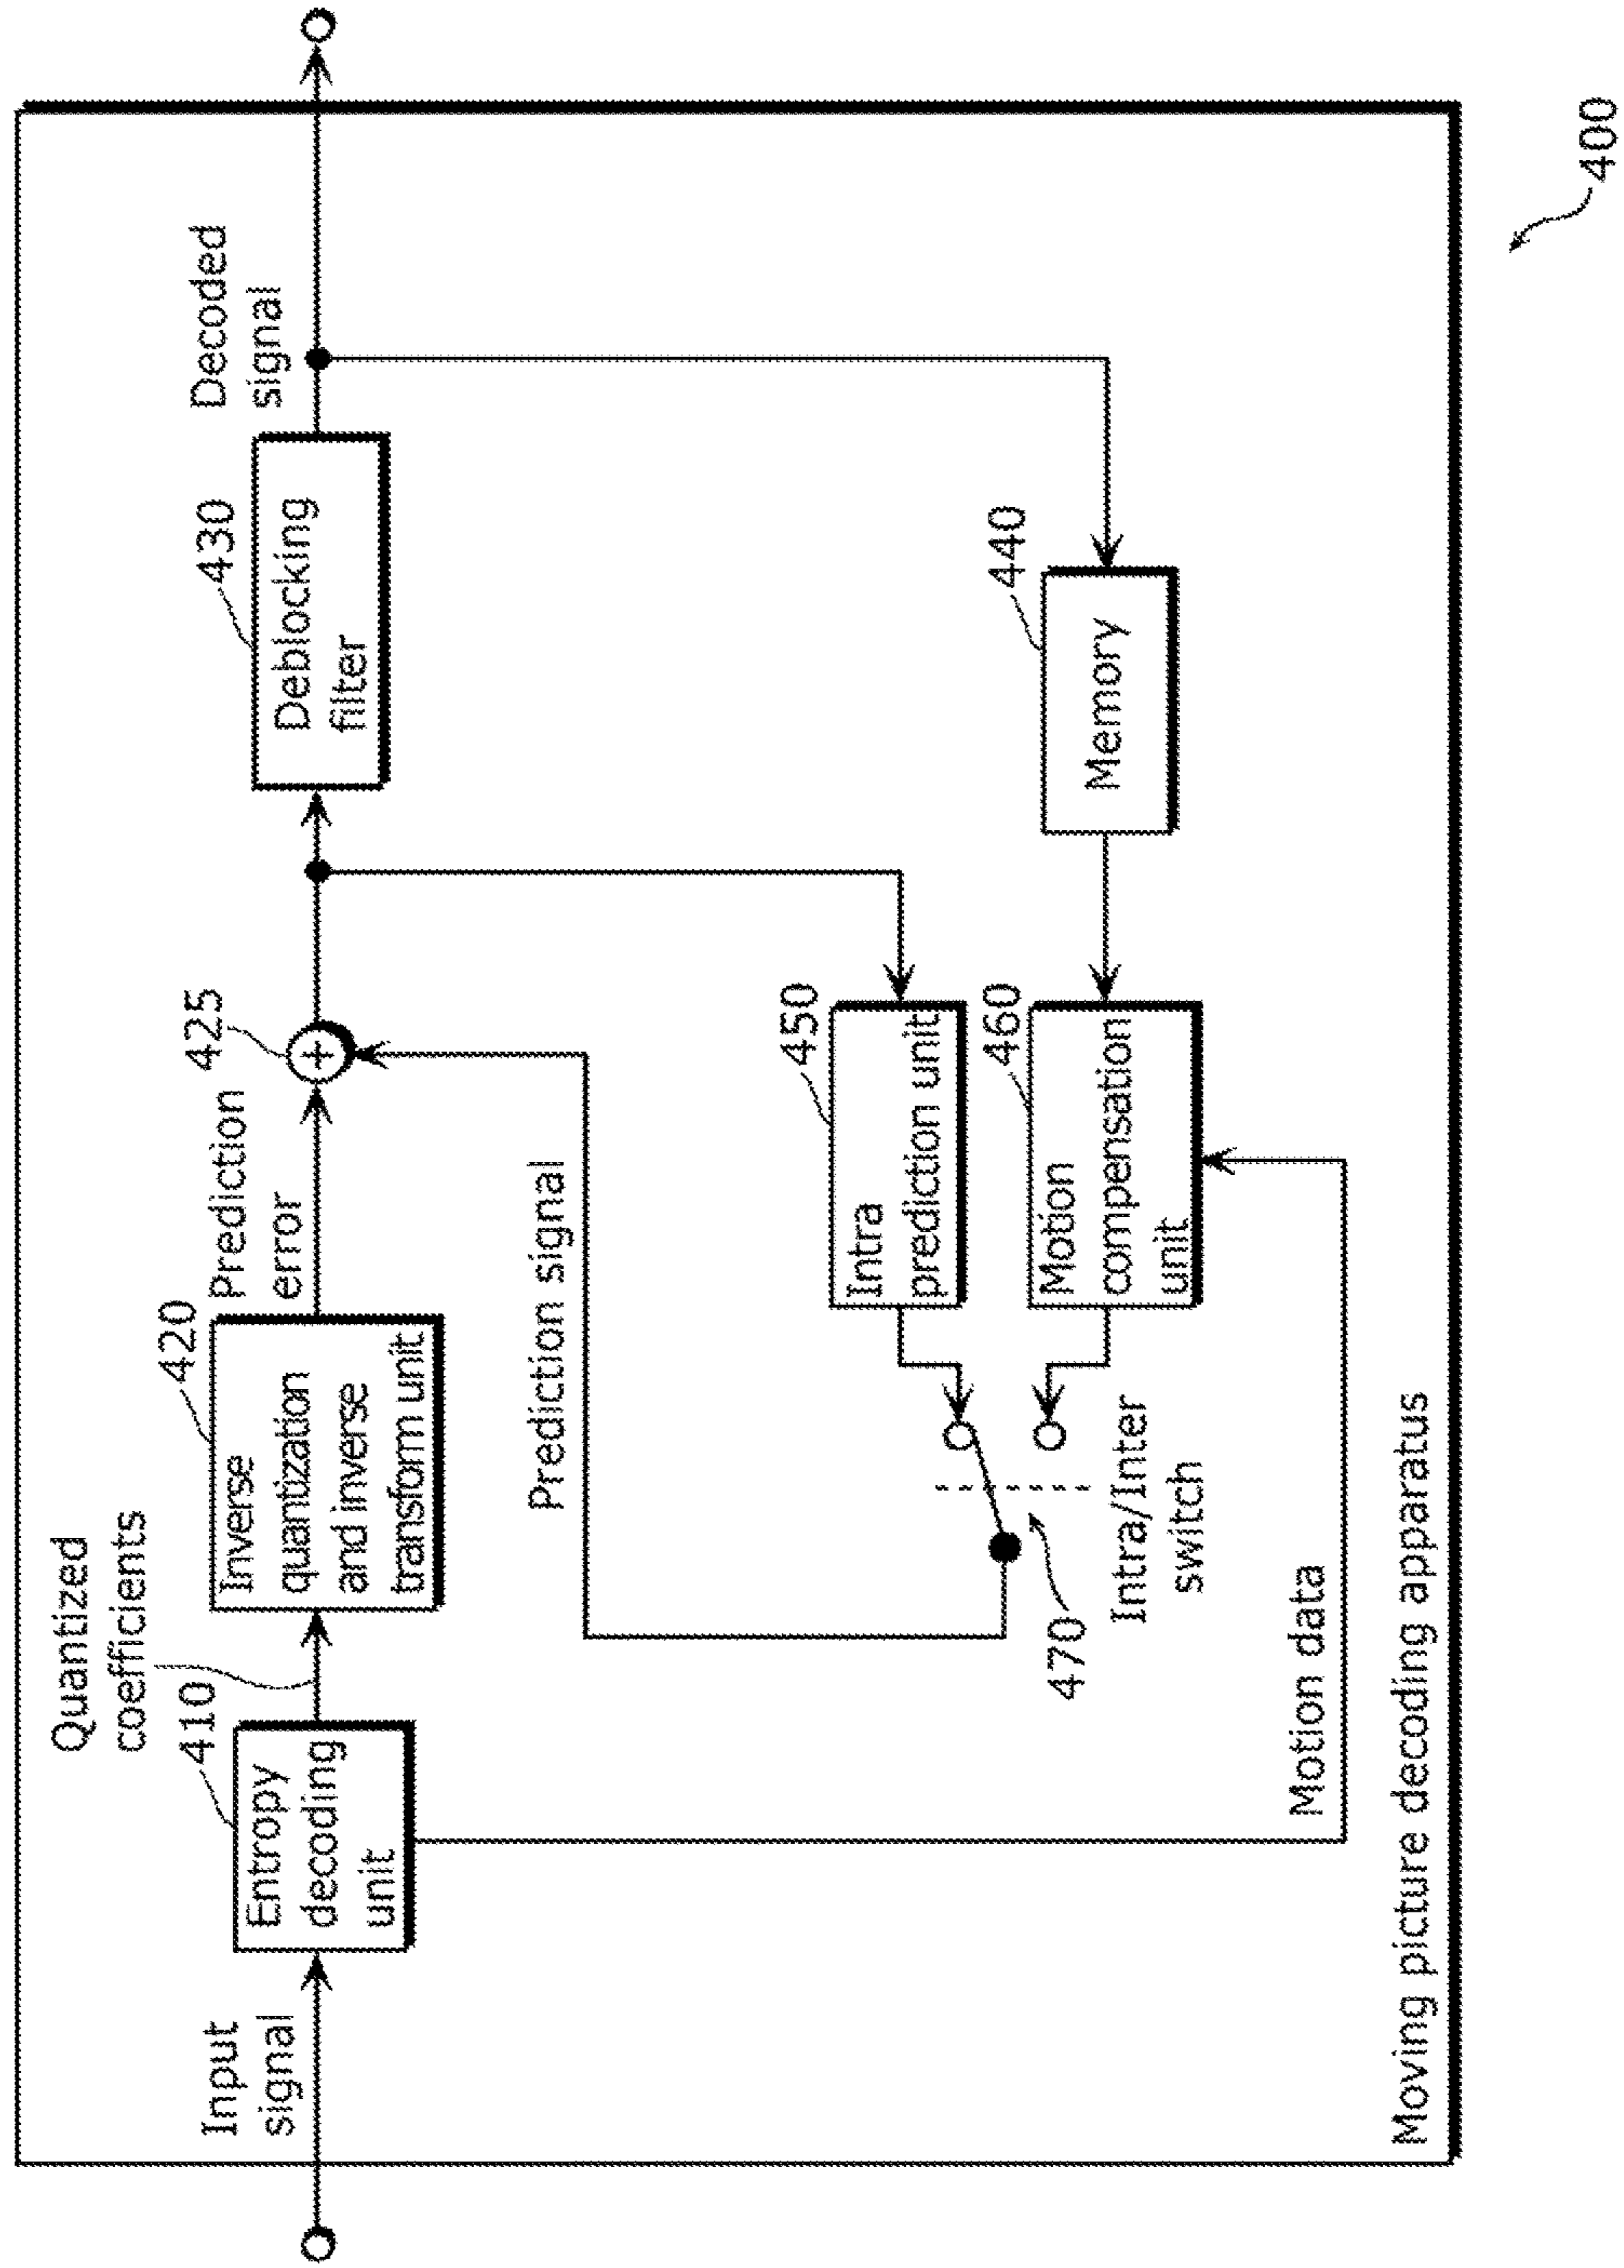 Input
signal
Quantized
coefficients
410
Entropy
decoding
unit
420
Inverse
quantization
and inverse
transform unit
Prediction
error
425
430
Deblocking
filter
Decoded
signal
Prediction signal
450
Intra
prediction unit
460
Motion
compensation
unit
440
Memory
470
Intra/Inter
switch
Motion data
Moving picture decoding apparatus
400